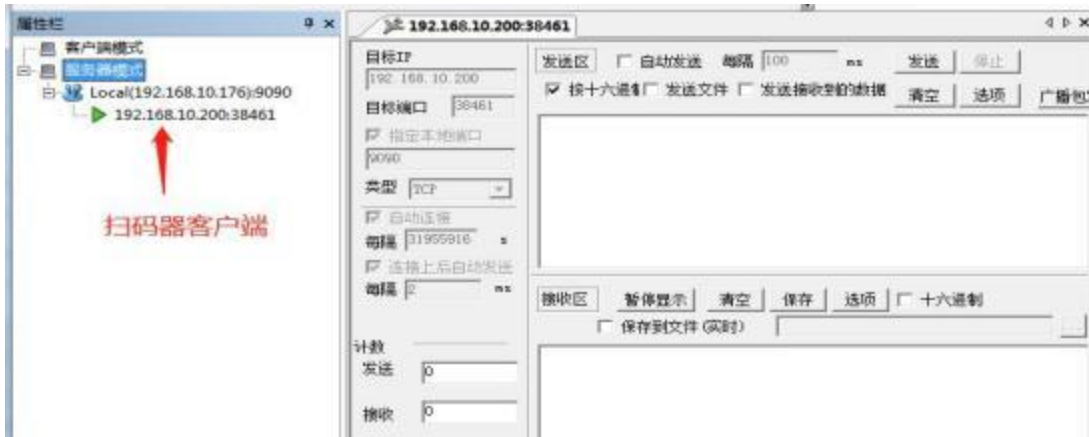 属性栏
客户端模式
服务器模式
Local(192.168.10.176):9090
192.168.10.200:38461
扫码器客户端
192.168.10.200:38461
目标IP
192.168.10.200
目标端口 38461
指定本地端口
9090
类型 TCP
自动连接
每隔 31955916 s
连接上后自动发送
每隔 2 ms
计数
发送 0
接收 0
发送区 自动发送 每隔 100 ms 发送 停止
按十六进制 发送文件 发送接收到的数据 清空 选项 广播包
接收区 暂停显示 清空 保存 选项 十六进制
保存到文件(实时)